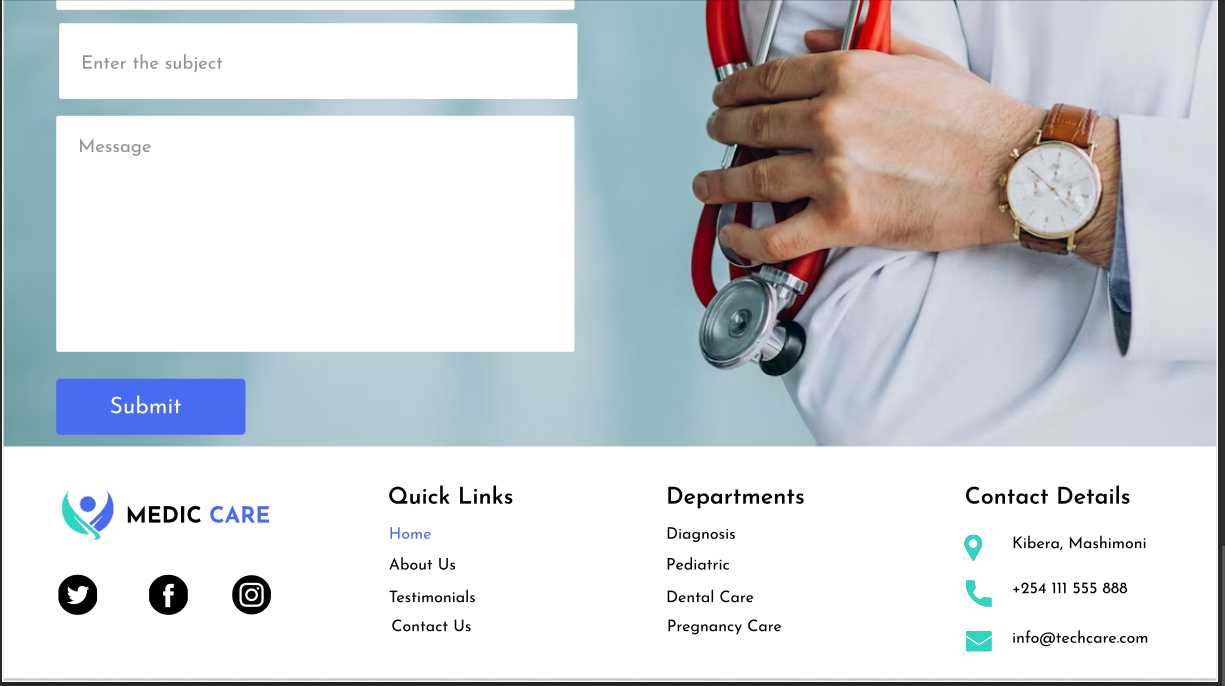 Enter the subject
Message
Submit
MEDIC CARE
Quick Links
Home
About Us
Testimonials
Contact Us
Departments
Diagnosis
Pediatric
Dental Care
Pregnancy Care
Contact Details
Kibera, Mashimoni
+254 111 555 888
info@techcare.com